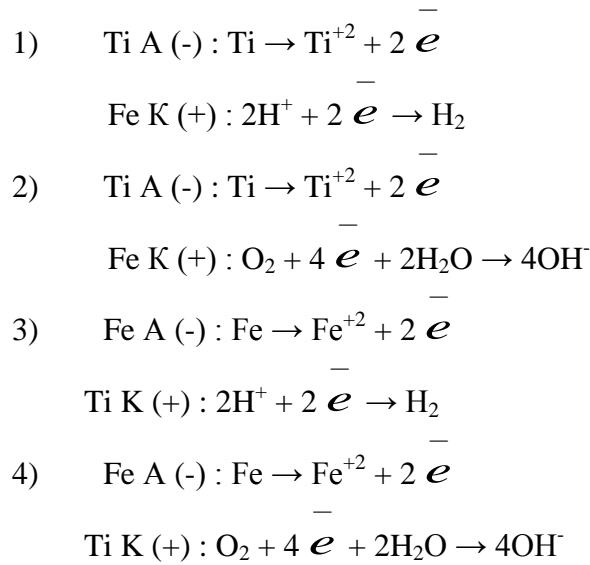 1) Ti A (-) : Ti → Ti⁺² + 2 e̅
Fe К (+) : 2H⁺ + 2 e̅ → H₂
2) Ti A (-) : Ti → Ti⁺² + 2 e̅
Fe К (+) : O₂ + 4 e̅ + 2H₂O → 4OH⁻
3) Fe A (-) : Fe → Fe⁺² + 2 e̅
Ti К (+) : 2H⁺ + 2 e̅ → H₂
4) Fe A (-) : Fe → Fe⁺² + 2 e̅
Ti К (+) : O₂ + 4 e̅ + 2H₂O → 4OH⁻